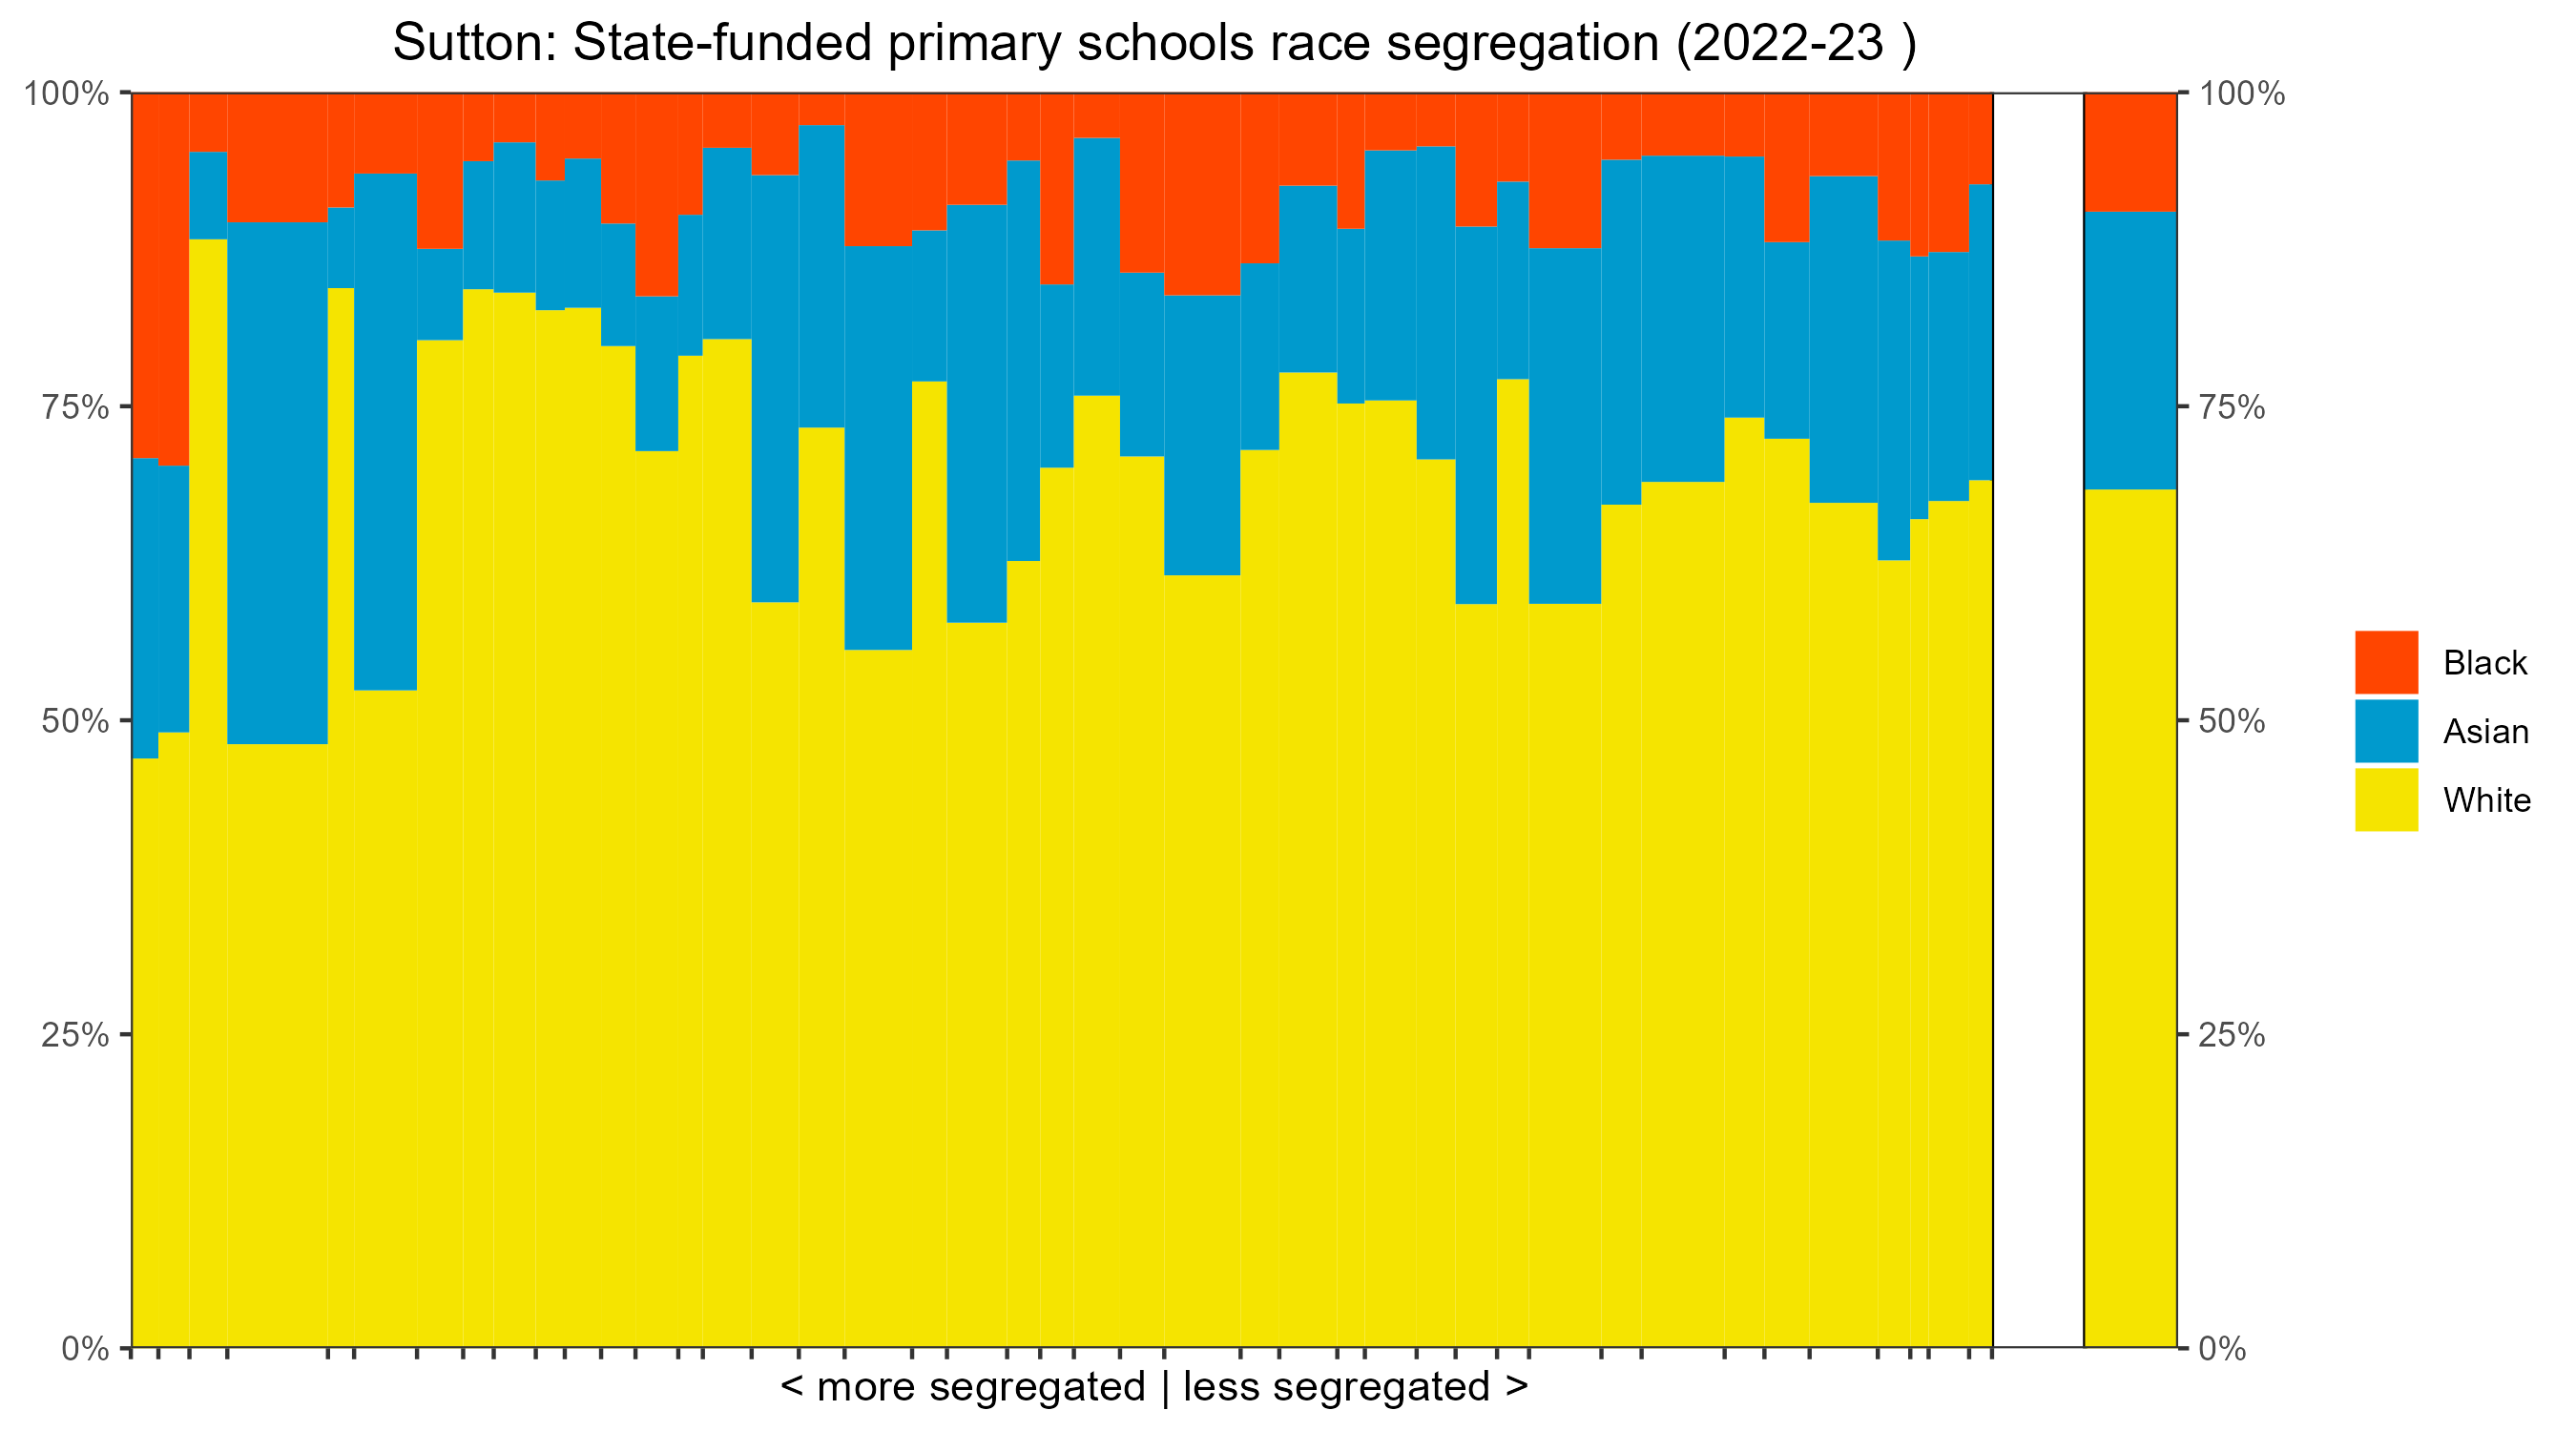 Sutton: State-funded primary schools race segregation (2022-23 )
100%
75%
50%
25%
0%
100%
75%
50%
25%
0%
Black
Asian
White
< more segregated | less segregated >